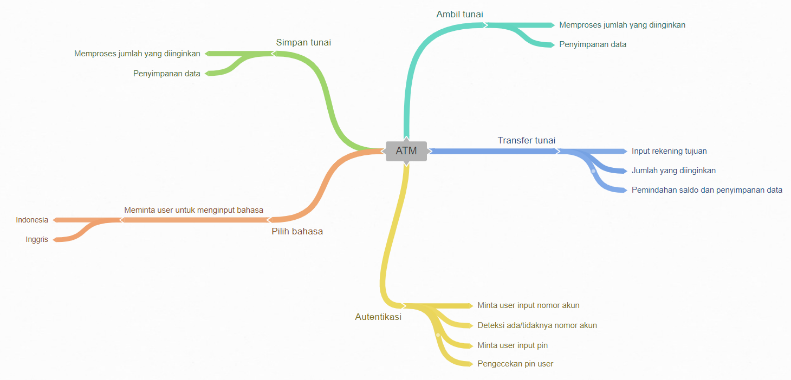 Ambil tunai
Memproses jumlah yang diinginkan
Penyimpanan data
Simpan tunai
Memproses jumlah yang diinginkan
Penyimpanan data
ATM
Transfer tunai
Input rekening tujuan
Jumlah yang diinginkan
Pemindahan saldo dan penyimpanan data
Meminta user untuk menginput bahasa
Indonesia
Inggris
Pilih bahasa
Autentikasi
Minta user input nomor akun
Deteksi ada/tidaknya nomor akun
Minta user input pin
Pengecekan pin user